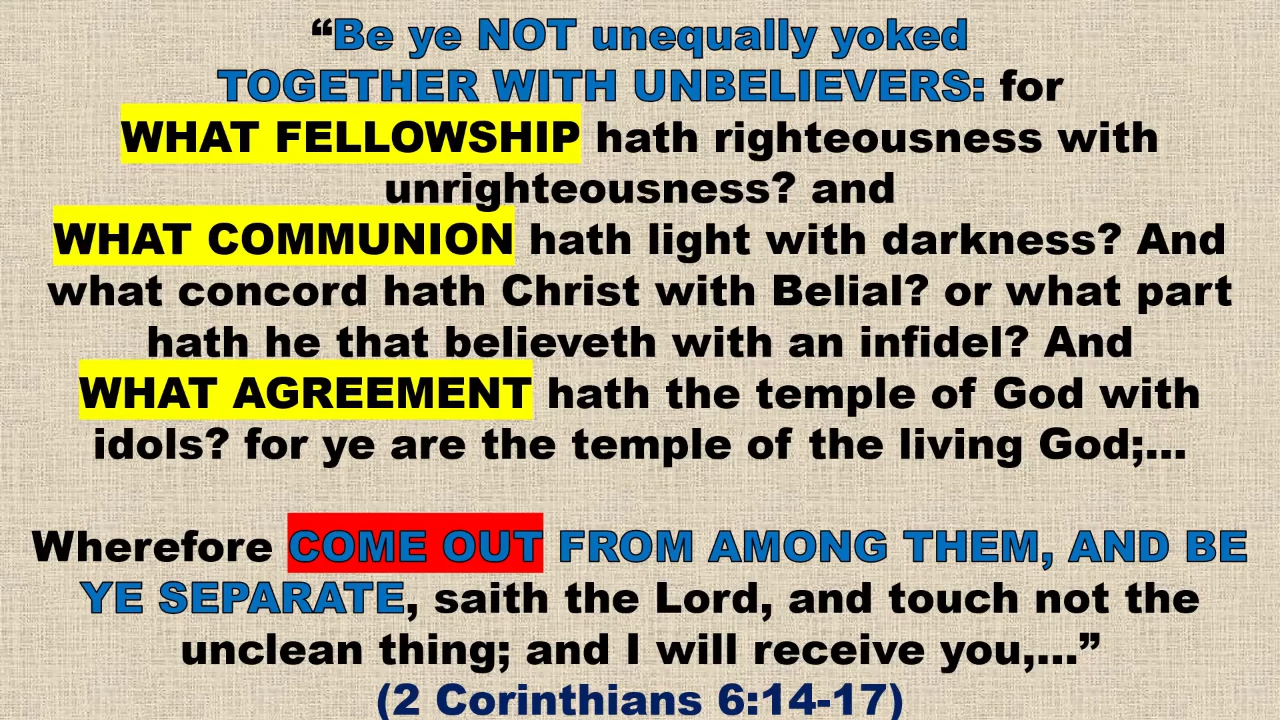 “Be ye NOT unequally yoked
TOGETHER WITH UNBELIEVERS: for
WHAT FELLOWSHIP hath righteousness with
unrighteousness? and
WHAT COMMUNION hath light with darkness? And
what concord hath Christ with Belial? or what part
hath he that believeth with an infidel? And
WHAT AGREEMENT hath the temple of God with
idols? for ye are the temple of the living God;...
Wherefore COME OUT FROM AMONG THEM, AND BE
YE SEPARATE, saith the Lord, and touch not the
unclean thing; and I will receive you,...”
(2 Corinthians 6:14-17)